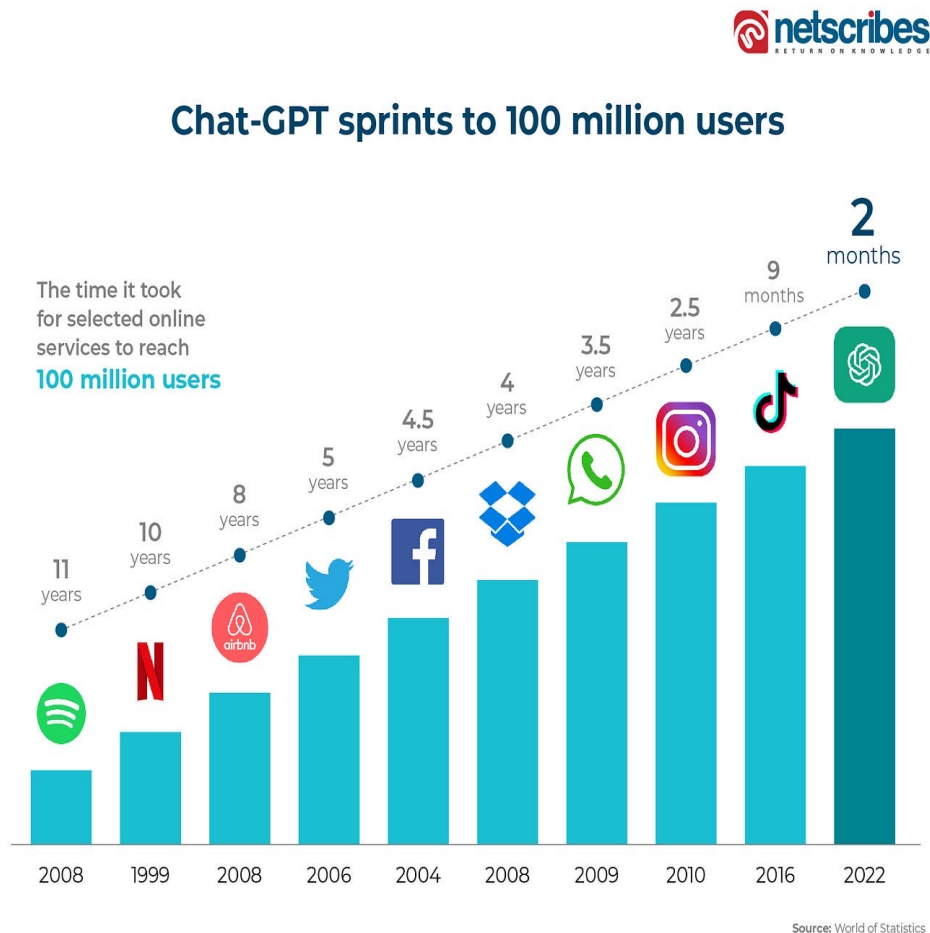 netscribes
RETURN ON KNOWLEDGE
Chat-GPT sprints to 100 million users
2
months
9
months
The time it took
for selected online
services to reach
100 million users
2.5
years
3.5
years
4
years
4.5
years
5
years
8
years
10
years
11
years
airbnb
2008 1999 2008 2006 2004 2008 2009 2010 2016 2022
Source: World of Statistics